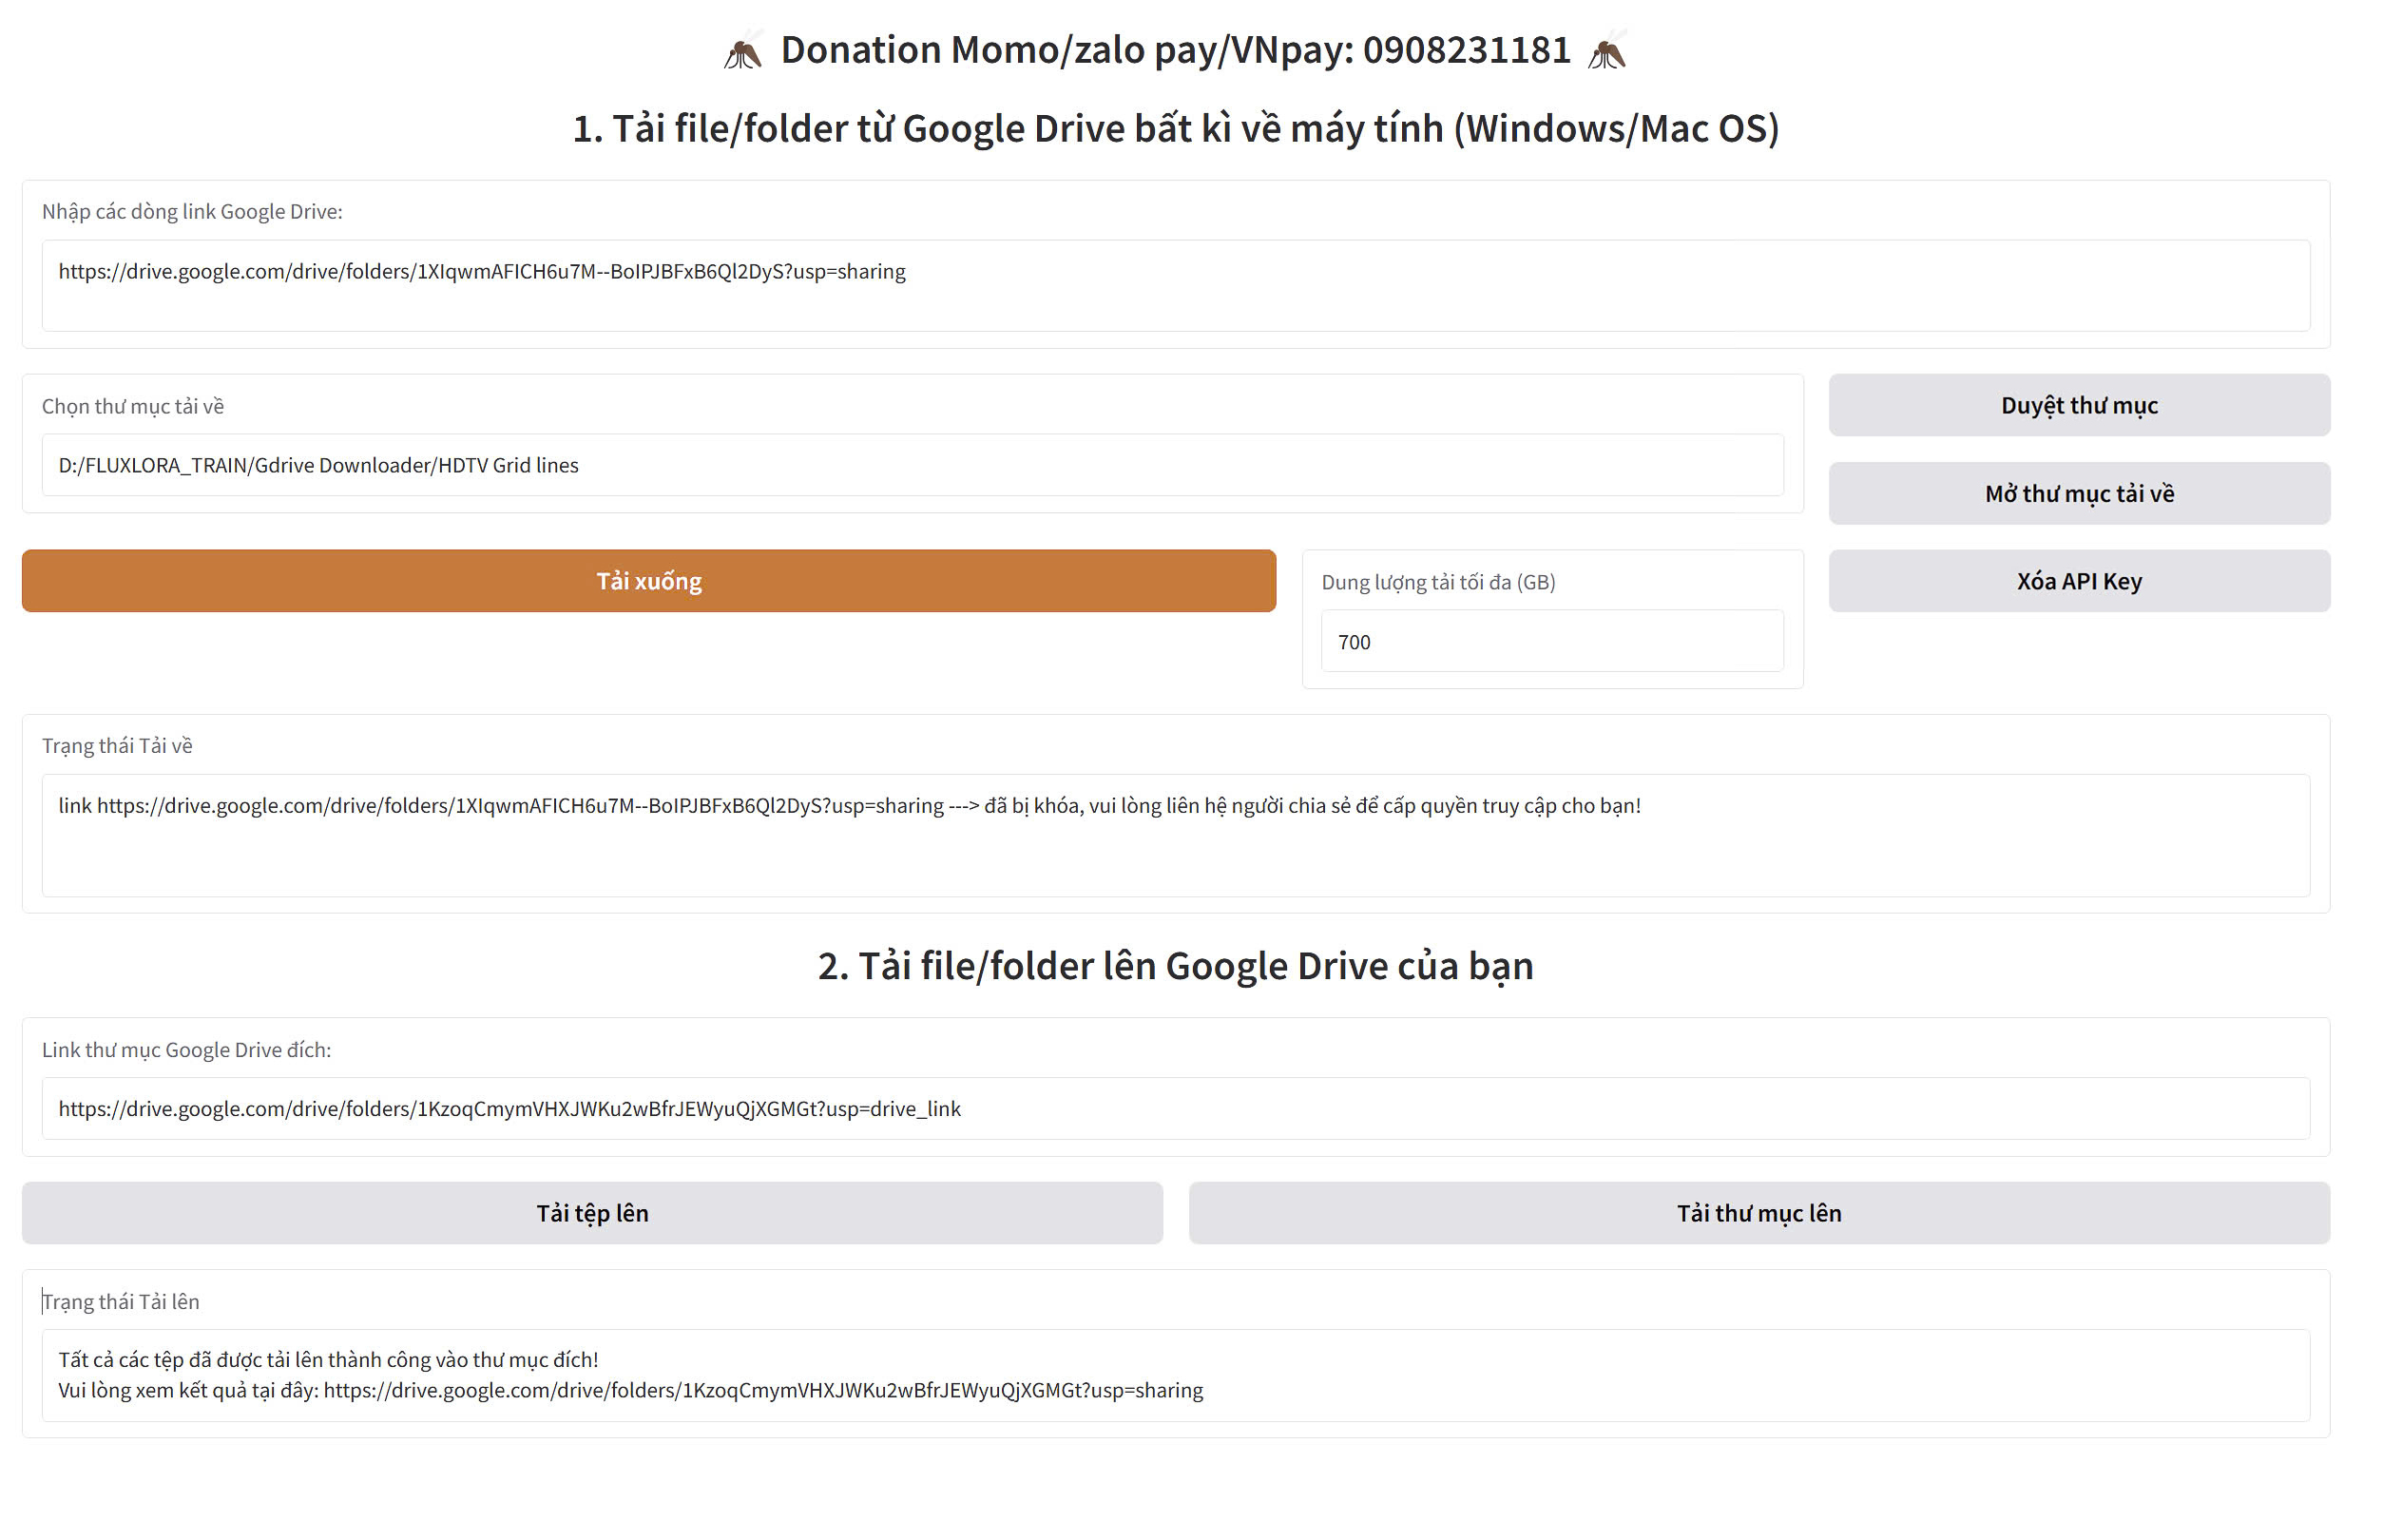 Donation Momo/zalo pay/VNpay: 0908231181
1. Tải file/folder từ Google Drive bất kì về máy tính (Windows/Mac OS)
Nhập các dòng link Google Drive:
https://drive.google.com/drive/folders/1XIqwmAFICH6u7M--BoIPJBFxB6Ql2DyS?usp=sharing
Chọn thư mục tải về
D:/FLUXLORA_TRAIN/Gdrive Downloader/HDTV Grid lines
Duyệt thư mục
Mở thư mục tải về
Tải xuống
Dung lượng tải tối đa (GB)
700
Xóa API Key
Trạng thái Tải về
link https://drive.google.com/drive/folders/1XIqwmAFICH6u7M--BoIPJBFxB6Ql2DyS?usp=sharing ---> đã bị khóa, vui lòng liên hệ người chia sẻ để cấp quyền truy cập cho bạn!
2. Tải file/folder lên Google Drive của bạn
Link thư mục Google Drive đích:
https://drive.google.com/drive/folders/1KzoqCmymVHXJWKu2wBfrJEWyuQjXGMGt?usp=drive_link
Tải tệp lên
Tải thư mục lên
Trạng thái Tải lên
Tất cả các tệp đã được tải lên thành công vào thư mục đích!
Vui lòng xem kết quả tại đây: https://drive.google.com/drive/folders/1KzoqCmymVHXJWKu2wBfrJEWyuQjXGMGt?usp=sharing